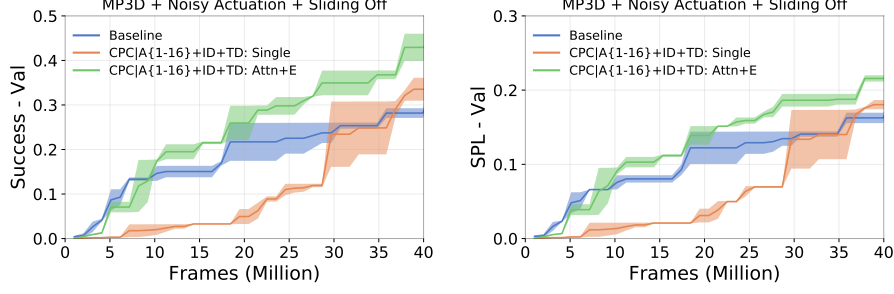 MP3D + Noisy Actuation + Sliding Off
Success - Val
0.5
0.4
0.3
0.2
0.1
0.0
Baseline
CPC|A{1-16}+ID+TD: Single
CPC|A{1-16}+ID+TD: Attn+E
0 5 10 15 20 25 30 35 40
Frames (Million)
MP3D + Noisy Actuation + Sliding Off
SPL - Val
0.3
0.2
0.1
0.0
Baseline
CPC|A{1-16}+ID+TD: Single
CPC|A{1-16}+ID+TD: Attn+E
0 5 10 15 20 25 30 35 40
Frames (Million)